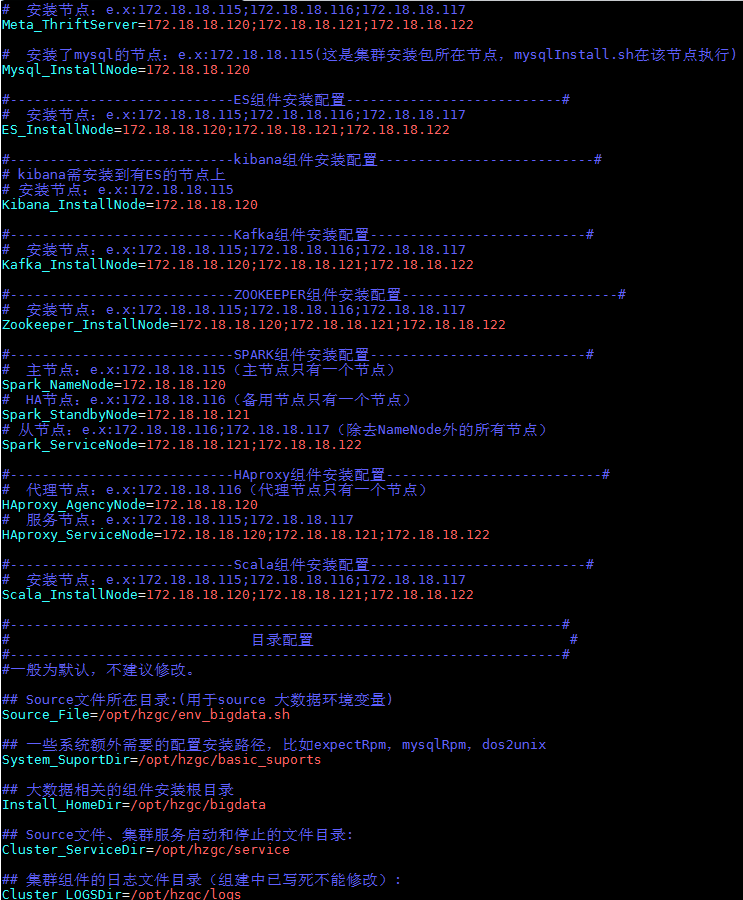 #  安装节点：e.x:172.18.18.115;172.18.18.116;172.18.18.117
Meta_ThriftServer=172.18.18.120;172.18.18.121;172.18.18.122
#  安装了mysql的节点：e.x:172.18.18.115(这是集群安装包所在节点，mysqlInstall.sh在该节点执行)
Mysql_InstallNode=172.18.18.120
#----------------------------ES组件安装配置---------------------------#
#  安装节点：e.x:172.18.18.115;172.18.18.116;172.18.18.117
ES_InstallNode=172.18.18.120;172.18.18.121;172.18.18.122
#----------------------------kibana组件安装配置---------------------------#
# kibana需安装到有ES的节点上
# 安装节点：e.x:172.18.18.115
Kibana_InstallNode=172.18.18.120
#----------------------------Kafka组件安装配置---------------------------#
#  安装节点：e.x:172.18.18.115;172.18.18.116;172.18.18.117
Kafka_InstallNode=172.18.18.120;172.18.18.121;172.18.18.122
#----------------------------ZOOKEEPER组件安装配置---------------------------#
#  安装节点：e.x:172.18.18.115;172.18.18.116;172.18.18.117
Zookeeper_InstallNode=172.18.18.120;172.18.18.121;172.18.18.122
#----------------------------SPARK组件安装配置---------------------------#
#  主节点：e.x:172.18.18.115（主节点只有一个节点）
Spark_NameNode=172.18.18.120
#  HA节点：e.x:172.18.18.116（备用节点只有一个节点）
Spark_StandbyNode=172.18.18.121
# 从节点：e.x:172.18.18.116;172.18.18.117（除去NameNode外的所有节点）
Spark_ServiceNode=172.18.18.121;172.18.18.122
#----------------------------HAproxy组件安装配置---------------------------#
#  代理节点：e.x:172.18.18.116（代理节点只有一个节点）
HAproxy_AgencyNode=172.18.18.120
#  服务节点：e.x:172.18.18.115;172.18.18.117
HAproxy_ServiceNode=172.18.18.120;172.18.18.121;172.18.18.122
#----------------------------Scala组件安装配置---------------------------#
#  安装节点：e.x:172.18.18.115;172.18.18.116;172.18.18.117
Scala_InstallNode=172.18.18.120;172.18.18.121;172.18.18.122
#---------------------------------------------------------------------#
#                              目录配置                                #
#---------------------------------------------------------------------#
#一般为默认，不建议修改。
## Source文件所在目录:(用于source 大数据环境变量)
Source_File=/opt/hzgc/env_bigdata.sh
## 一些系统额外需要的配置安装路径，比如expectRpm，mysqlRpm，dos2unix
System_SuportDir=/opt/hzgc/basic_suports
## 大数据相关的组件安装根目录
Install_HomeDir=/opt/hzgc/bigdata
## Source文件、集群服务启动和停止的文件目录:
Cluster_ServiceDir=/opt/hzgc/service
## 集群组件的日志文件目录（组建中已写死不能修改）:
Cluster_LOGSDir=/opt/hzgc/logs